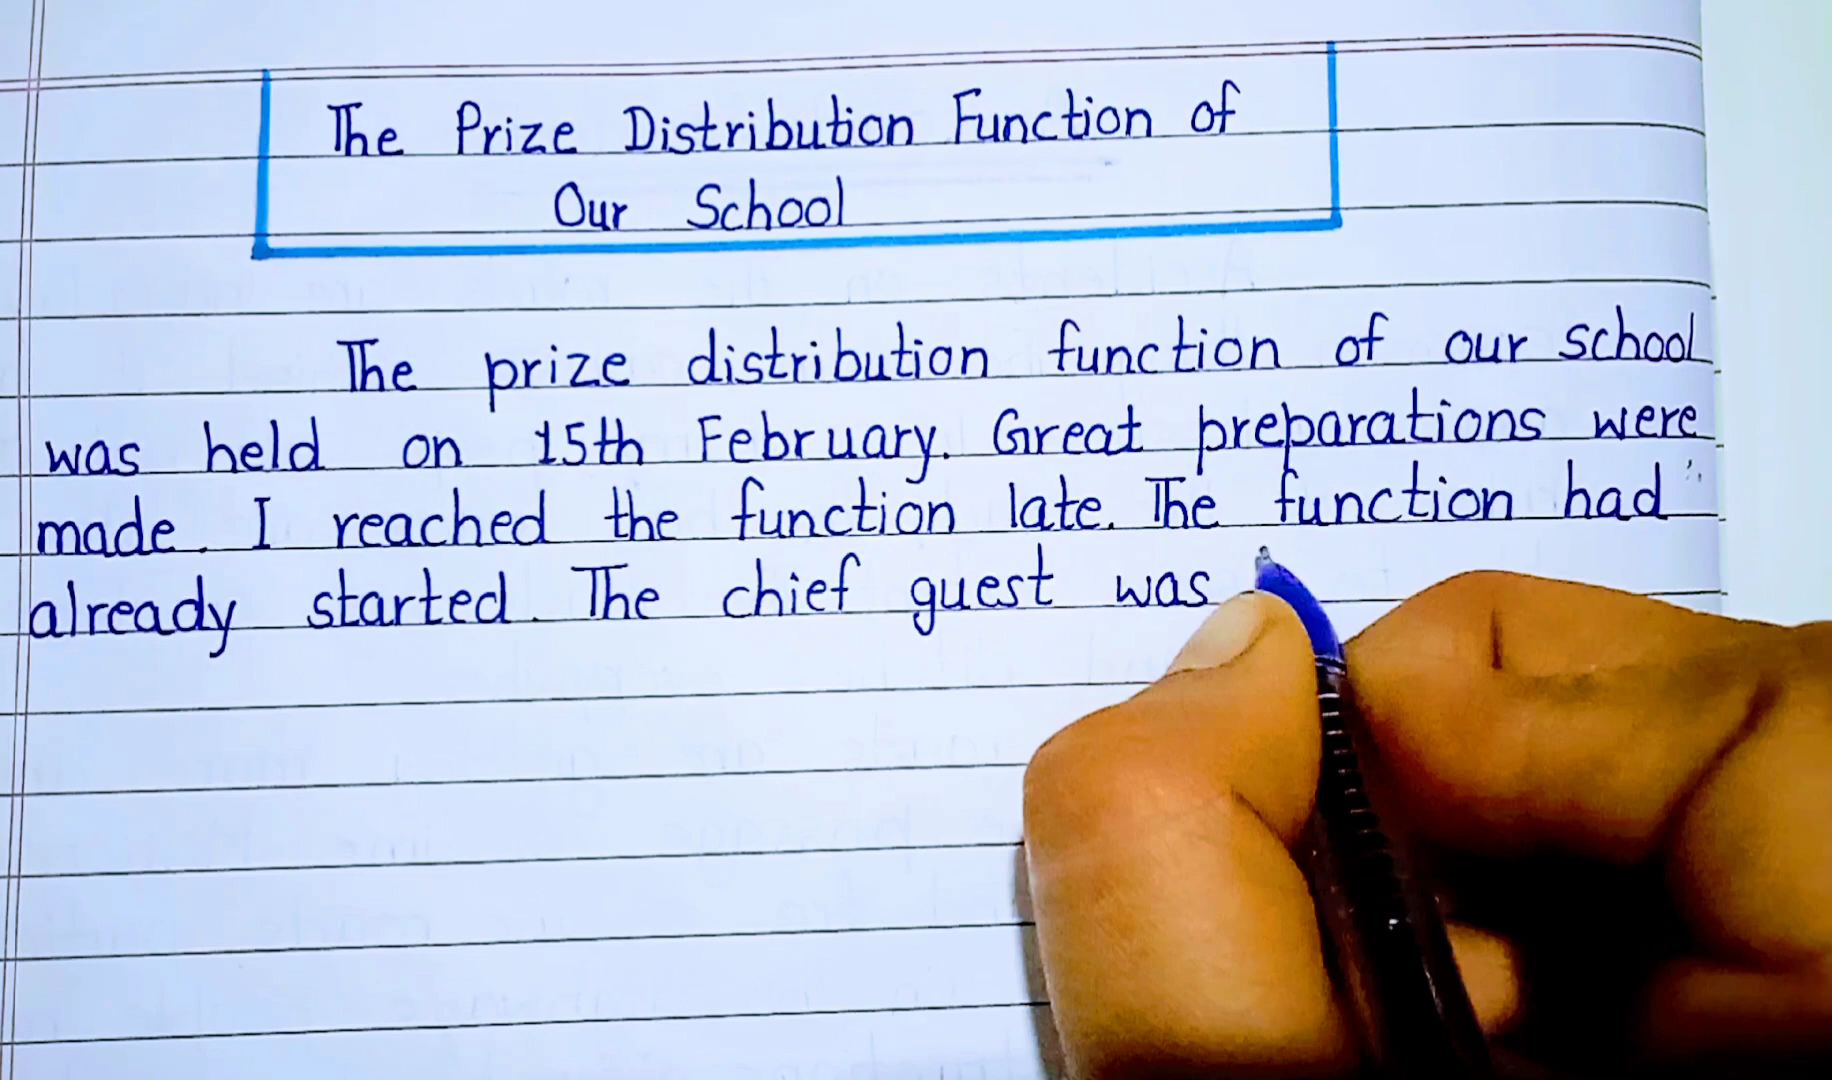 The Prize Distribution Function of
Our School
The prize distribution function of our school
was held on 15th February. Great preparations were
made. I reached the function late. The function had
already started. The chief guest was